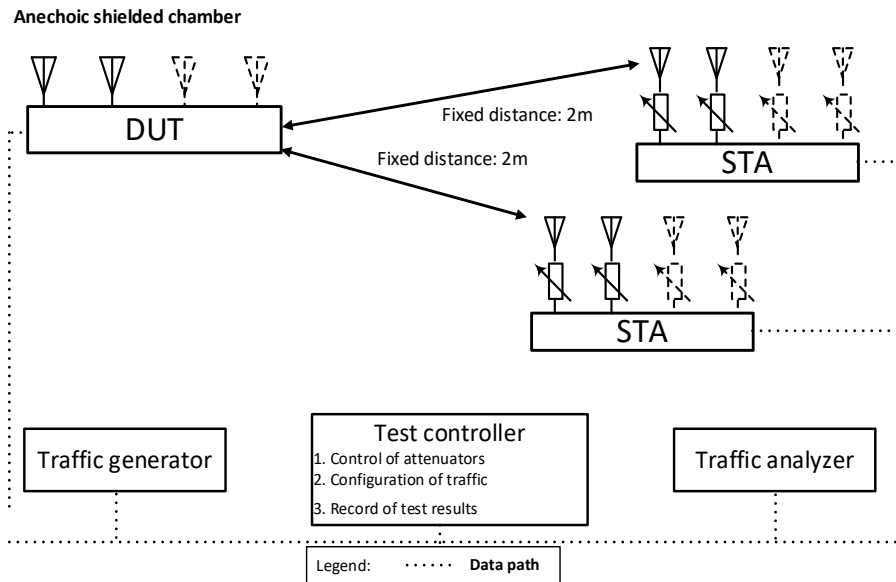 Anechoic shielded chamber
DUT
Fixed distance: 2m
Fixed distance: 2m
STA
STA
Traffic generator
Test controller
1. Control of attenuators
2. Configuration of traffic
3. Record of test results
Traffic analyzer
Legend: Data path